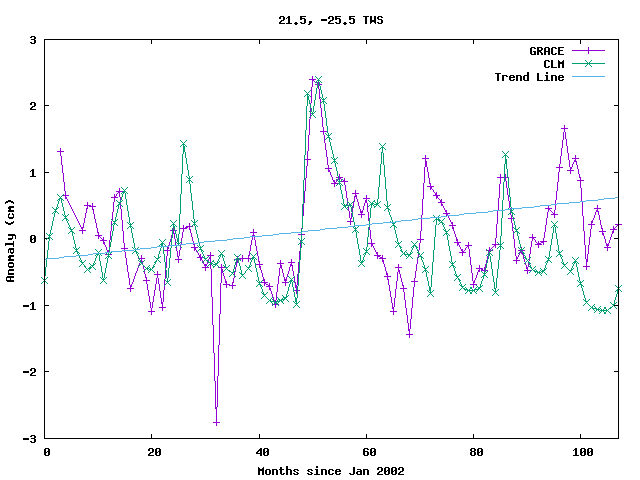 21.5, -25.5 TWS
GRACE
CLM
Trend Line
3
2
1
0
-1
-2
-3
Anomaly (cm)
0 20 40 60 80 100
Months since Jan 2002